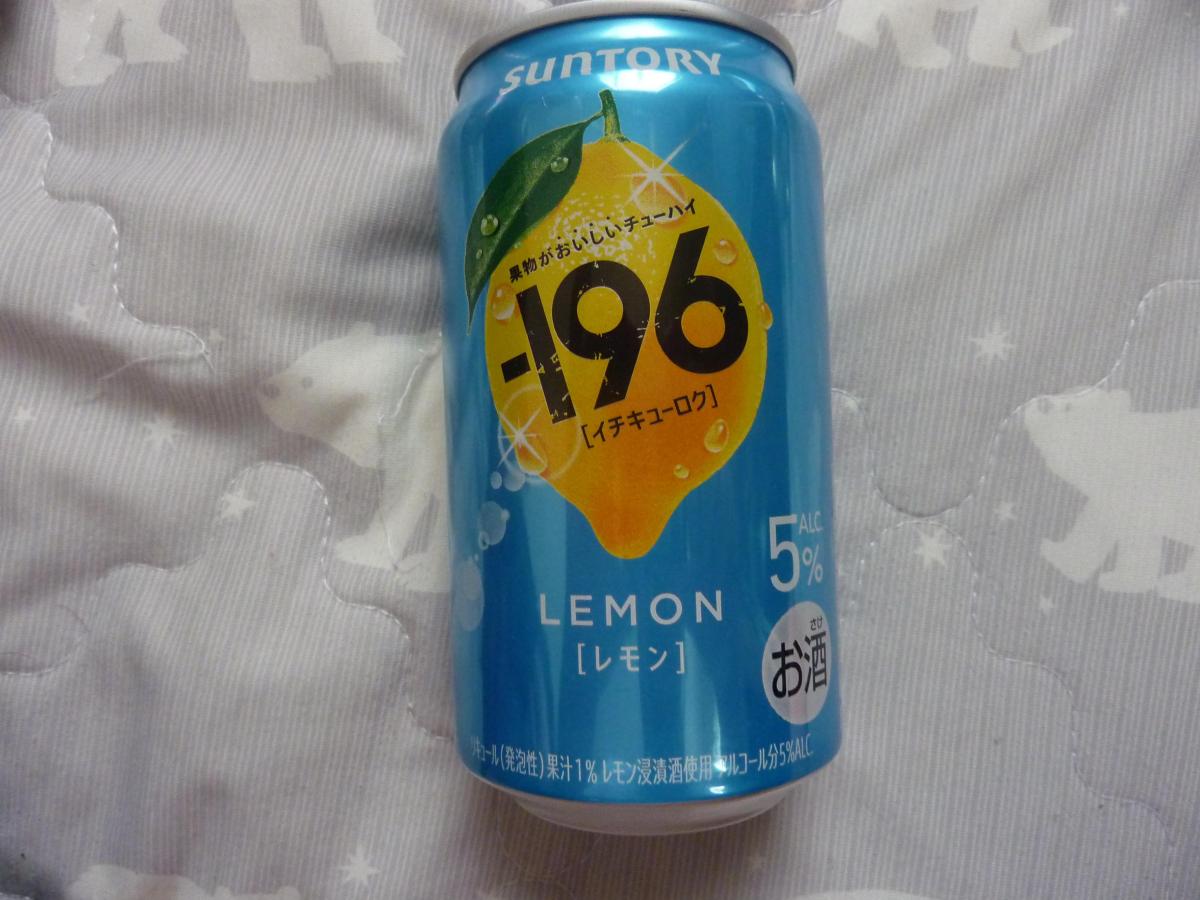 SUNTORY
果物がおいしいチューハイ
-196
[イチキューロク]
5% ALC.
LEMON
[レモン]
さけ
お酒
リキュール(発泡性)果汁1% レモン浸漬酒使用 アルコール分5%ALC.